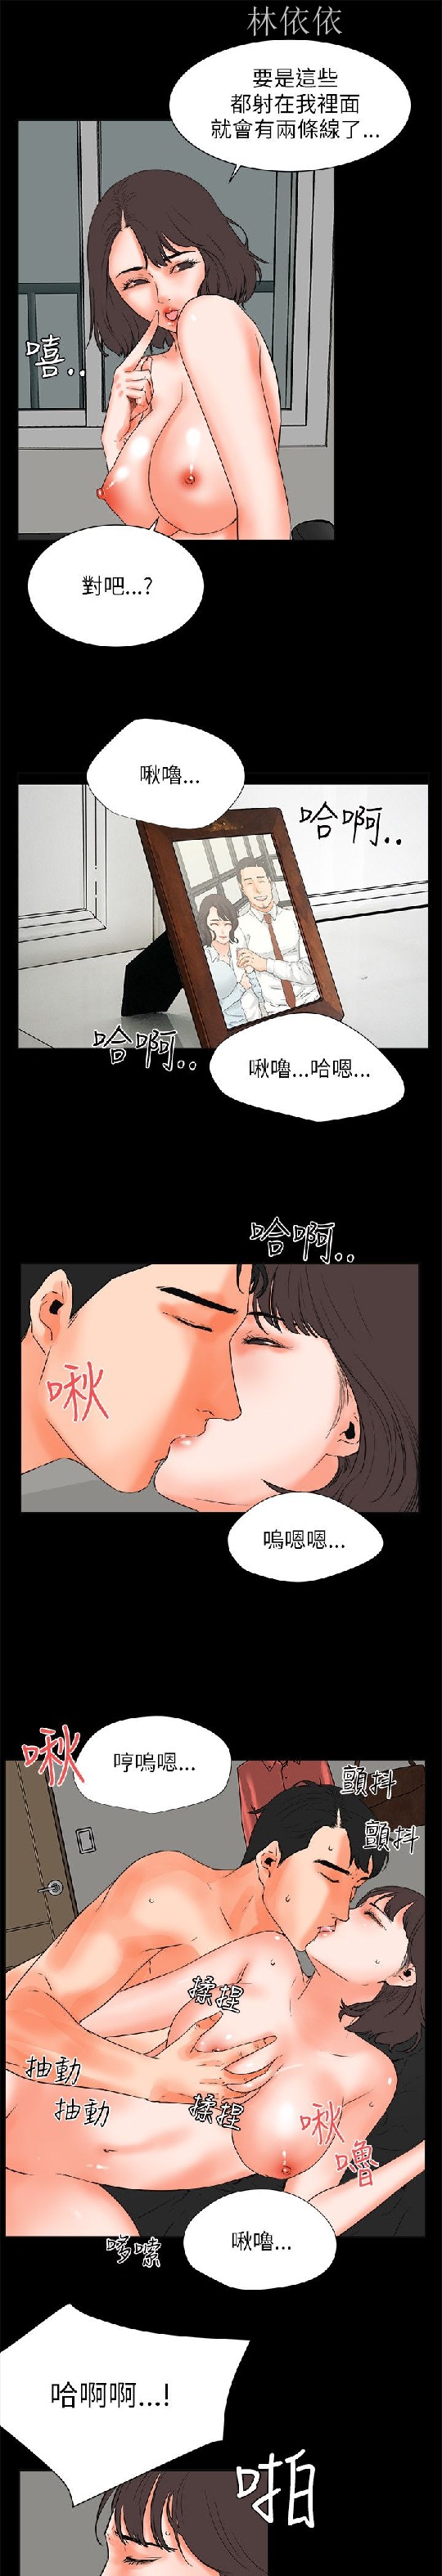 林依依
要是這些
都射在我裡面
就會有兩條線了...
嘻..
對吧...?
啾嚕...
哈啊..
哈啊..
啾嚕...哈嗯...
哈啊..
啾
嗚嗯嗯...
啾
哼嗚嗯...
顫抖
顫抖
揉捏
抽動
抽動
揉捏
啾
嚕
哆嗦
啾嚕...
哈啊啊...!
啪